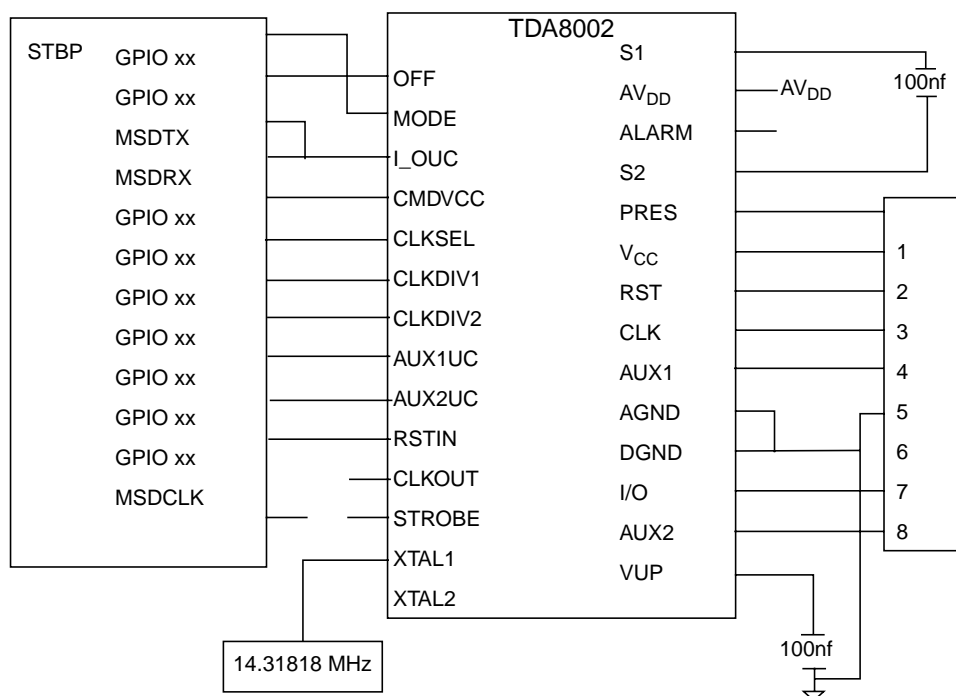 TDA8002
STBP
GPIO xx
GPIO xx
MSDTX
MSDRX
GPIO xx
GPIO xx
GPIO xx
GPIO xx
GPIO xx
GPIO xx
GPIO xx
MSDCLK
OFF
MODE
I_OUC
CMDVCC
CLKSEL
CLKDIV1
CLKDIV2
AUX1UC
AUX2UC
RSTIN
CLKOUT
STROBE
XTAL1
XTAL2
S1
AVDD
ALARM
S2
PRES
VCC
RST
CLK
AUX1
AGND
DGND
I/O
AUX2
VUP
AVDD
100nf
1
2
3
4
5
6
7
8
100nf
14.31818 MHz